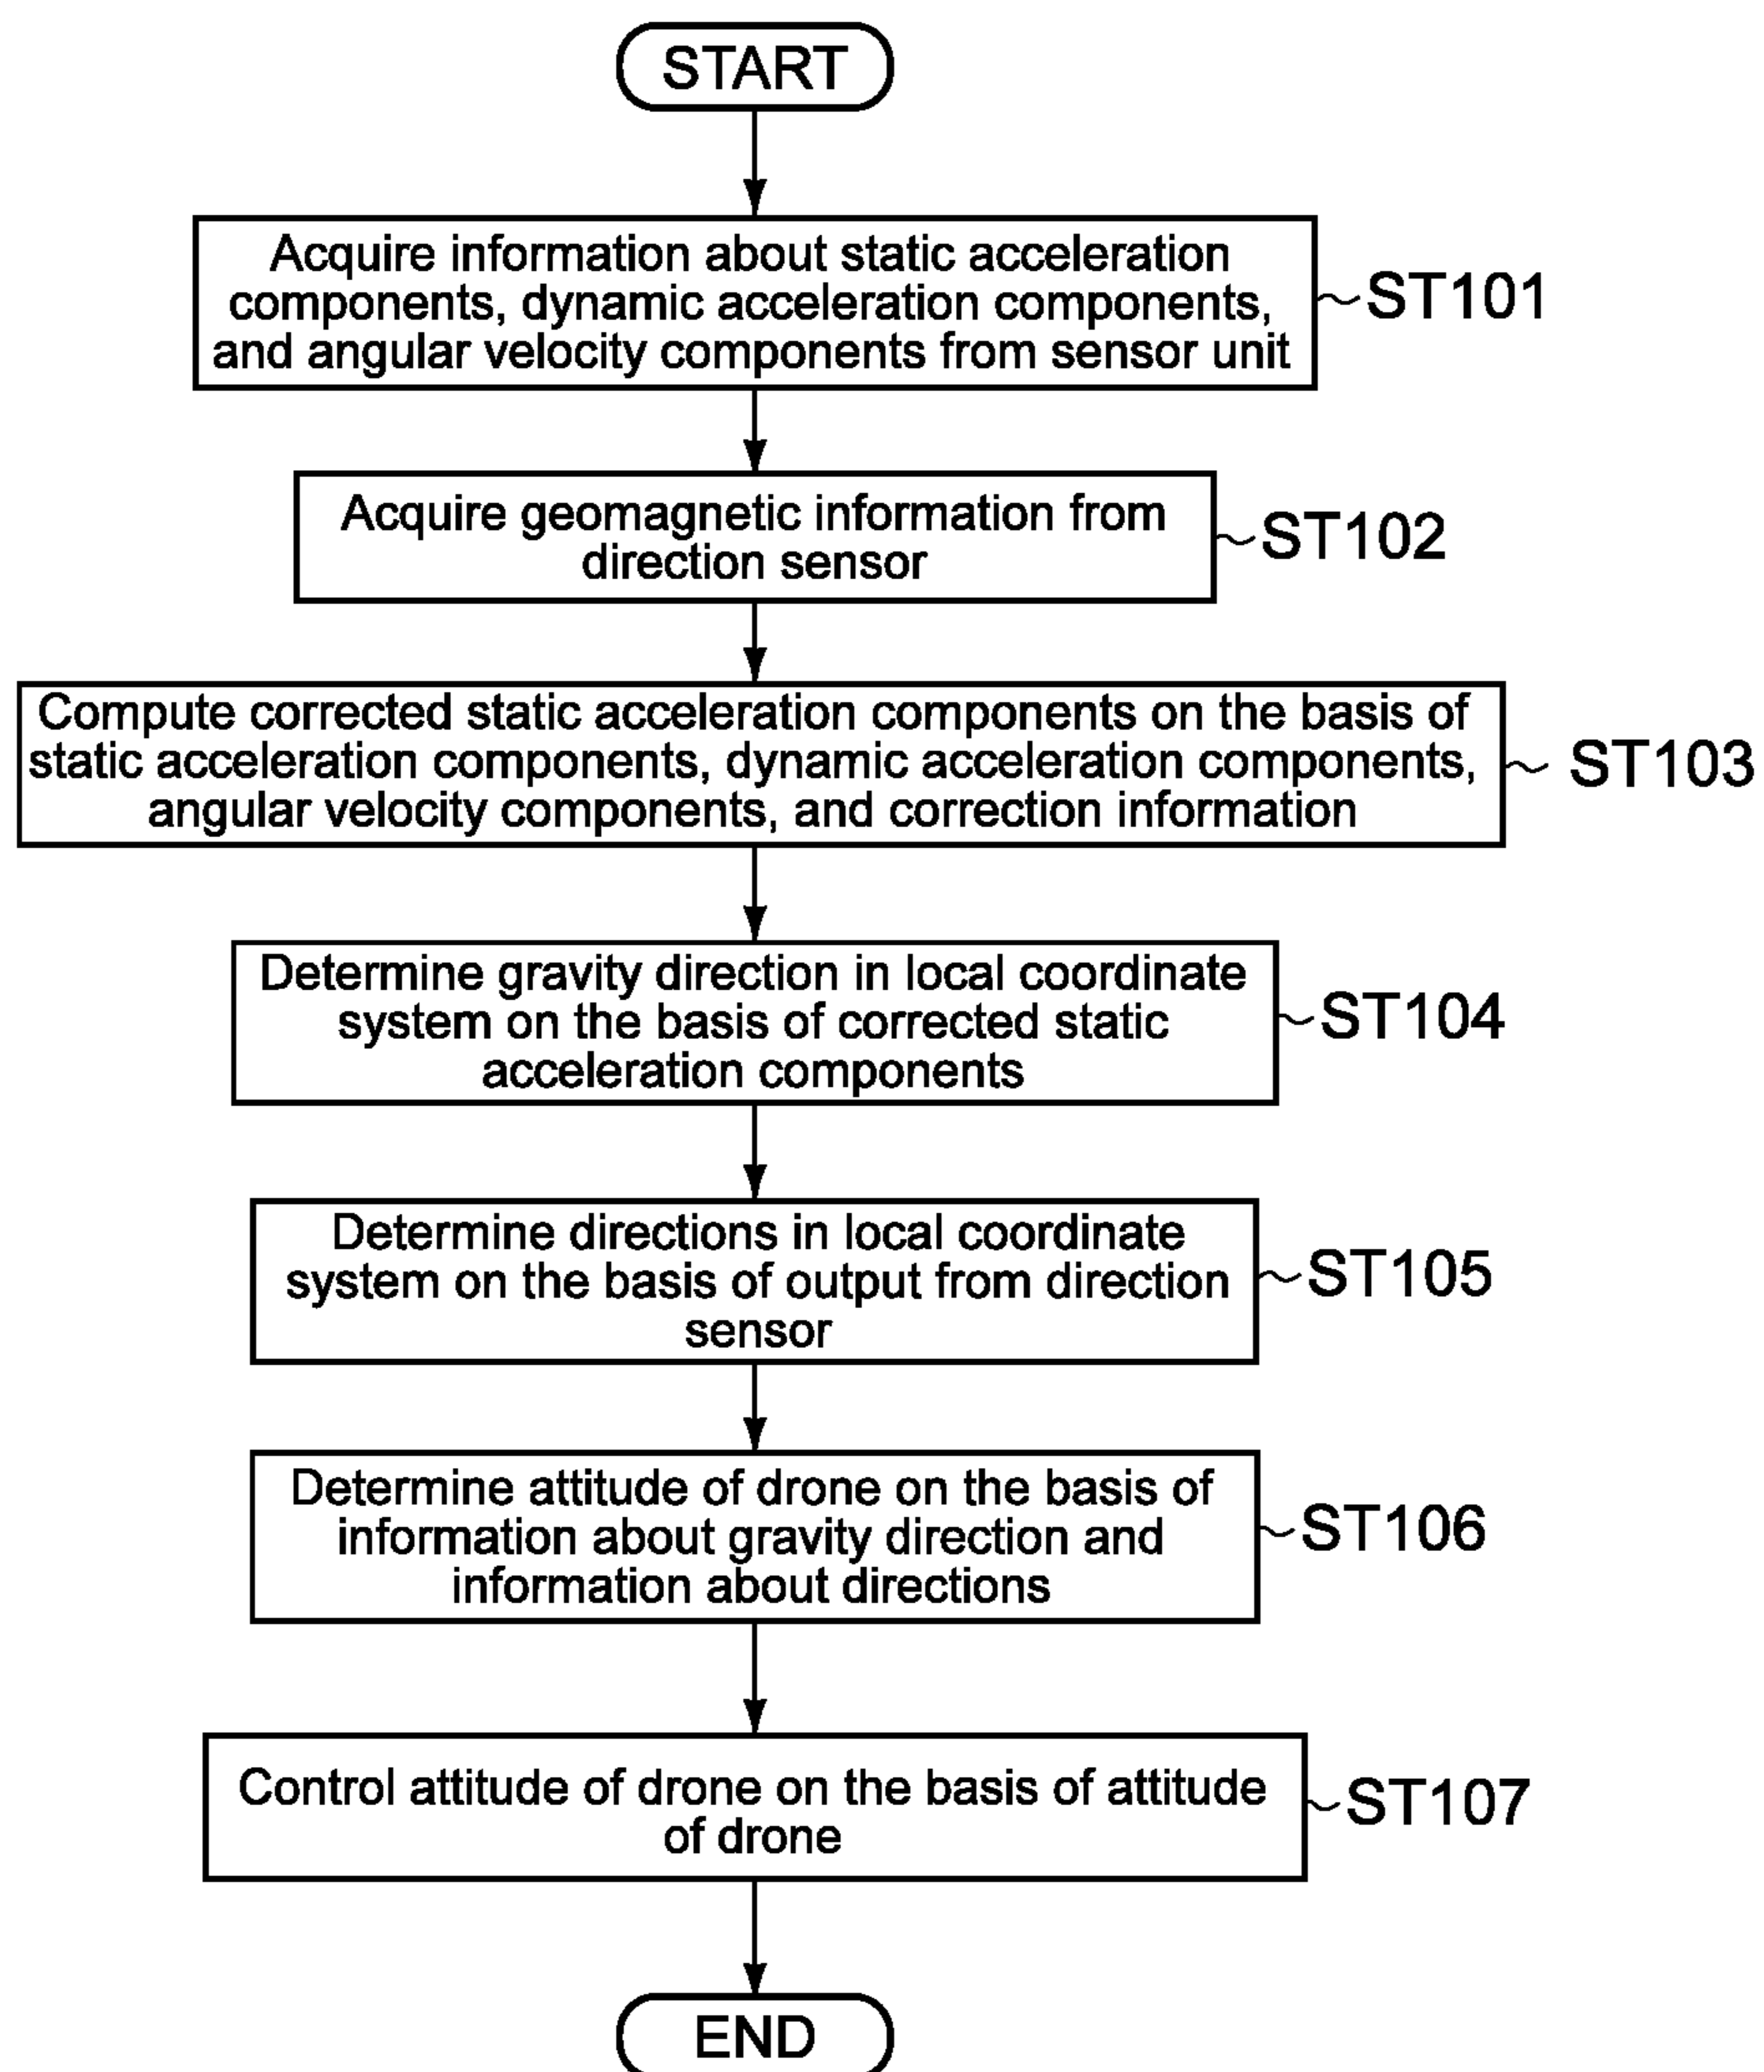 START
Acquire information about static acceleration
components, dynamic acceleration components,
and angular velocity components from sensor unit
ST101
Acquire geomagnetic information from
direction sensor
ST102
Compute corrected static acceleration components on the basis of
static acceleration components, dynamic acceleration components,
angular velocity components, and correction information
ST103
Determine gravity direction in local coordinate
system on the basis of corrected static
acceleration components
ST104
Determine directions in local coordinate
system on the basis of output from direction
sensor
ST105
Determine attitude of drone on the basis of
information about gravity direction and
information about directions
ST106
Control attitude of drone on the basis of attitude
of drone
ST107
END